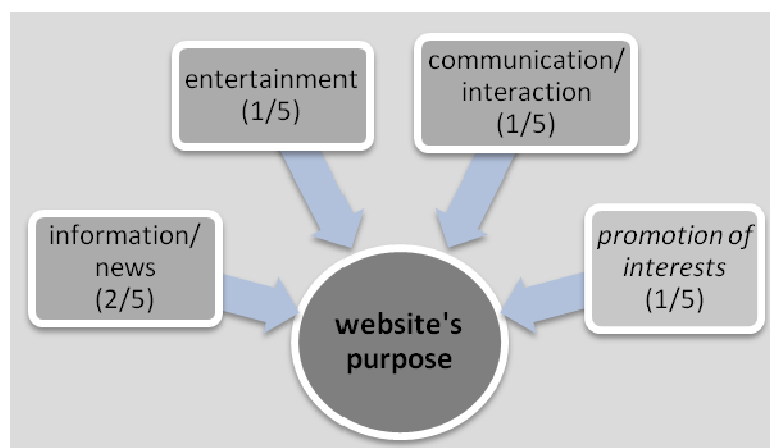 entertainment
(1/5)
communication/
interaction
(1/5)
information/
news
(2/5)
promotion of
interests
(1/5)
website's
purpose